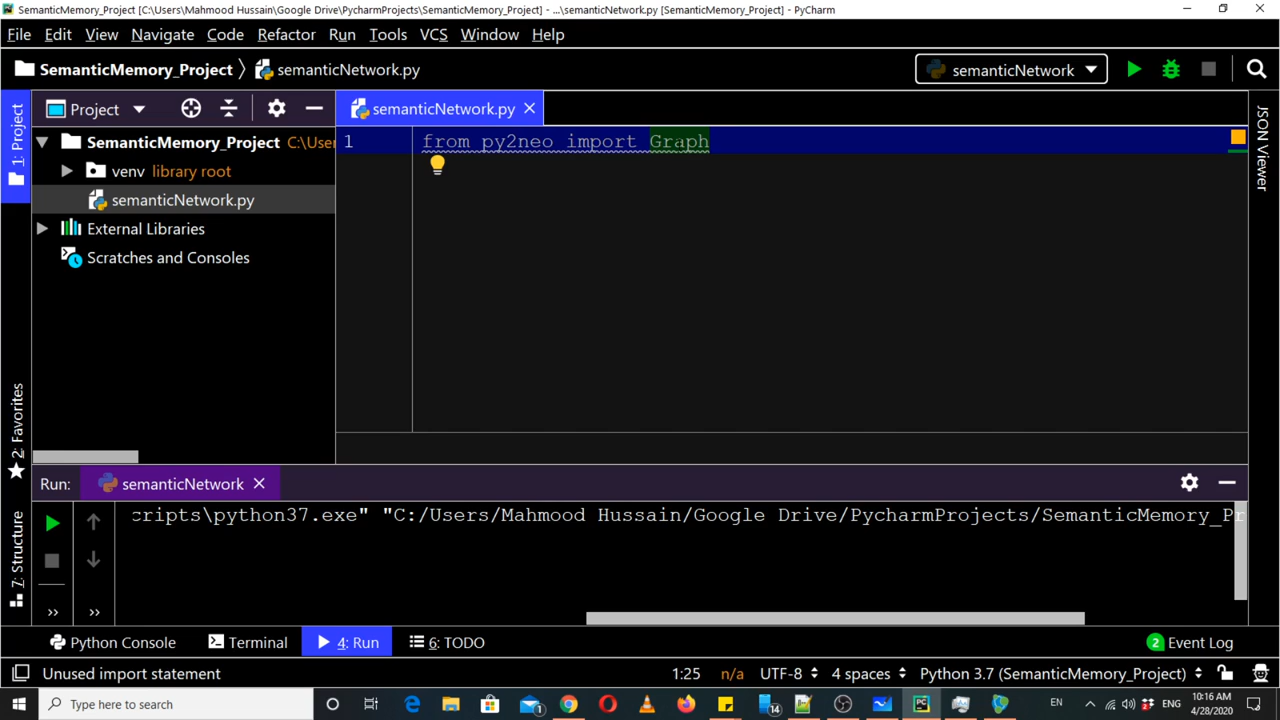 SemanticMemory_Project [C:\Users\Mahmood Hussain\Google Drive\PycharmProjects\SemanticMemory_Project] - ...\semanticNetwork.py [SemanticMemory_Project] - PyCharm
File Edit View Navigate Code Refactor Run Tools VCS Window Help
SemanticMemory_Project semanticNetwork.py semanticNetwork
1: Project
Project
semanticNetwork.py
JSON Viewer
SemanticMemory_Project C:\User
1 from py2neo import Graph
venv library root
semanticNetwork.py
External Libraries
Scratches and Consoles
2: Favorites
Run: semanticNetwork
cripts\python37.exe" "C:/Users/Mahmood Hussain/Google Drive/PycharmProjects/SemanticMemory_Pr
7: Structure
Python Console Terminal 4: Run 6: TODO 2 Event Log
Unused import statement 1:25 n/a UTF-8 4 spaces Python 3.7 (SemanticMemory_Project)
Type here to search 1 14 EN ENG 10:16 AM
4/28/2020